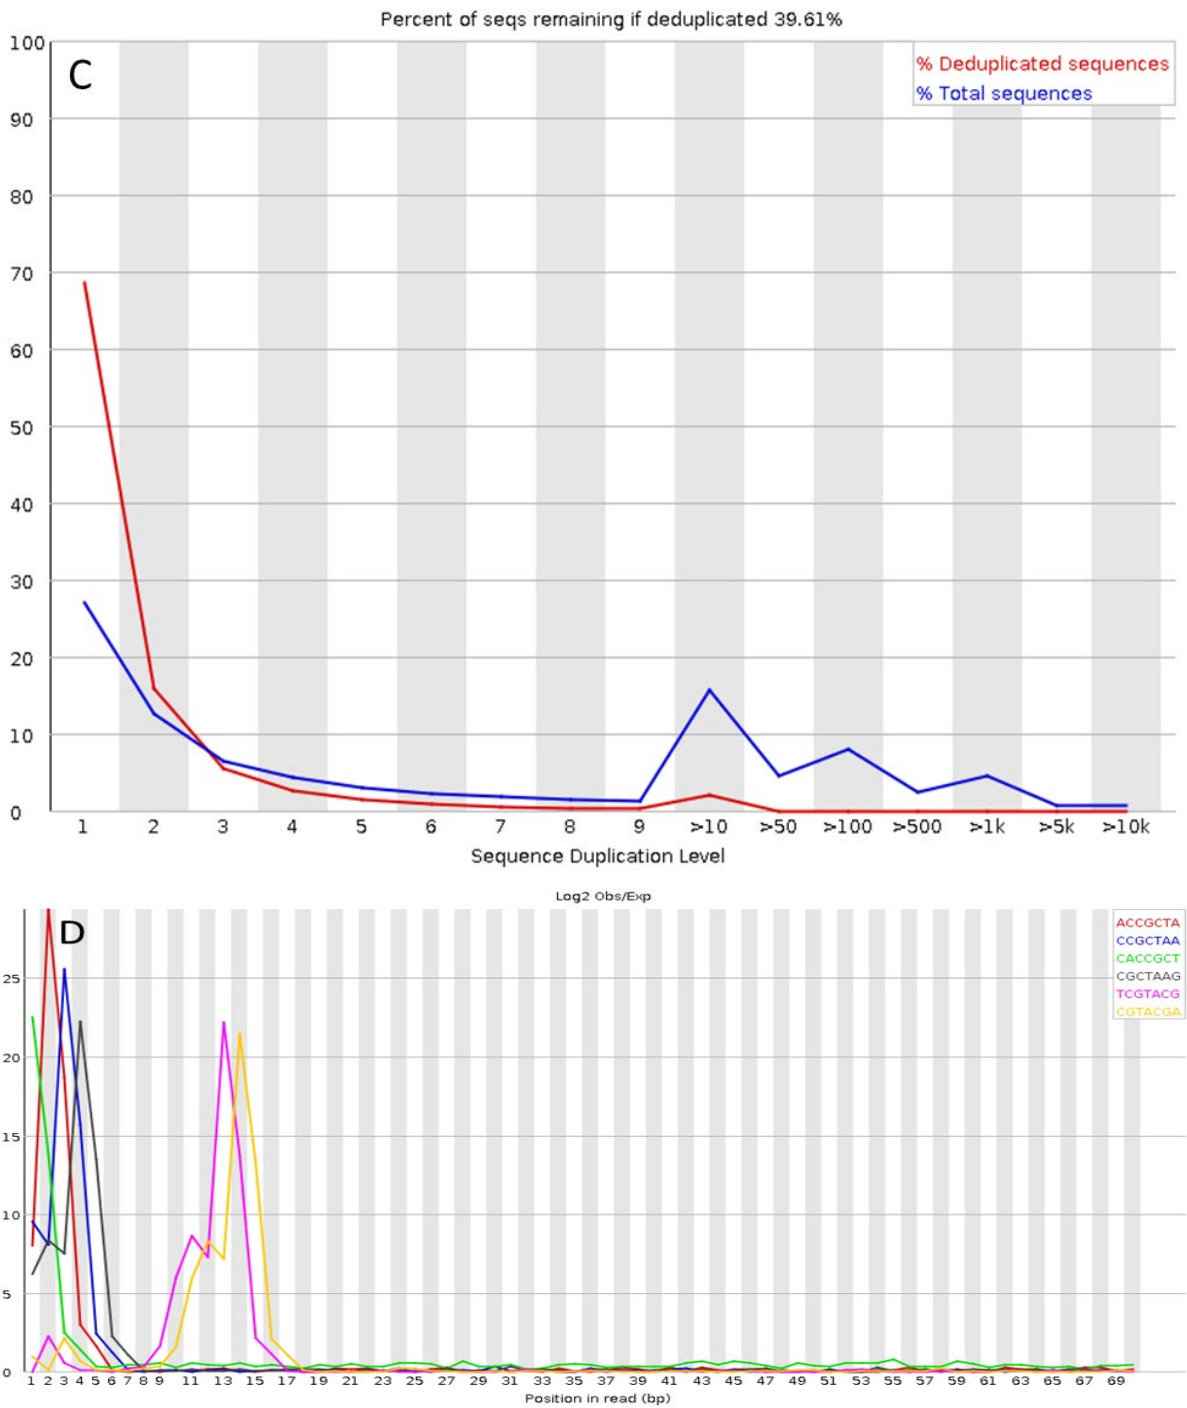 Percent of seqs remaining if deduplicated 39.61%
100
C
% Deduplicated sequences
% Total sequences
90
80
70
60
50
40
30
20
10
0
1 2 3 4 5 6 7 8 9 >10 >50 >100 >500 >1k >5k >10k
Sequence Duplication Level
Log2 Obs/Exp
D
ACCGCTA
CCGCTAA
CACCGCT
CGCTAAG
TCGTACG
CGTACGA
25
20
15
10
5
0
1 2 3 4 5 6 7 8 9 11 13 15 17 19 21 23 25 27 29 31 33 35 37 39 41 43 45 47 49 51 53 55 57 59 61 63 65 67 69
Position in read (bp)